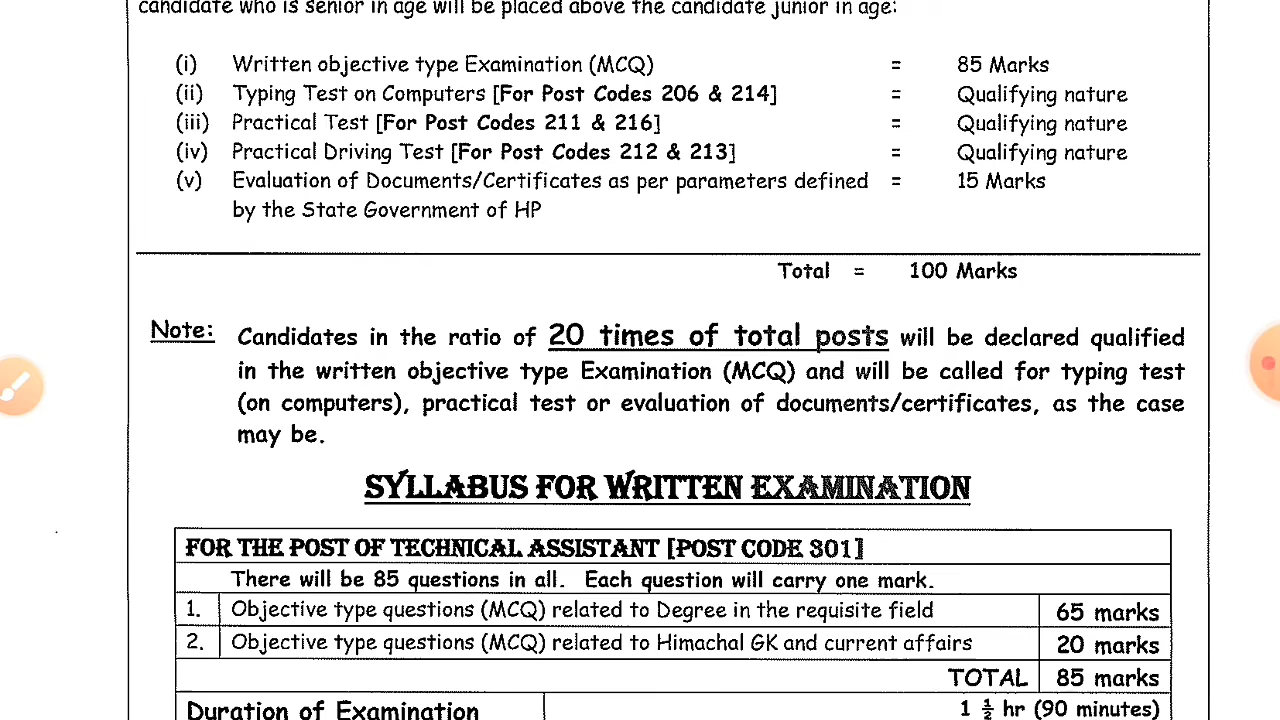 candidate who is senior in age will be placed above the candidate junior in age:
(i) Written objective type Examination (MCQ) = 85 Marks
(ii) Typing Test on Computers [For Post Codes 206 & 214] = Qualifying nature
(iii) Practical Test [For Post Codes 211 & 216] = Qualifying nature
(iv) Practical Driving Test [For Post Codes 212 & 213] = Qualifying nature
(v) Evaluation of Documents/Certificates as per parameters defined = 15 Marks
by the State Government of HP
Total = 100 Marks
Note: Candidates in the ratio of 20 times of total posts will be declared qualified
in the written objective type Examination (MCQ) and will be called for typing test
(on computers), practical test or evaluation of documents/certificates, as the case
may be.
SYLLABUS FOR WRITTEN EXAMINATION
FOR THE POST OF TECHNICAL ASSISTANT [POST CODE 301]
There will be 85 questions in all. Each question will carry one mark.
1. Objective type questions (MCQ) related to Degree in the requisite field 65 marks
2. Objective type questions (MCQ) related to Himachal GK and current affairs 20 marks
TOTAL 85 marks
Duration of Examination 1 ½ hr (90 minutes)